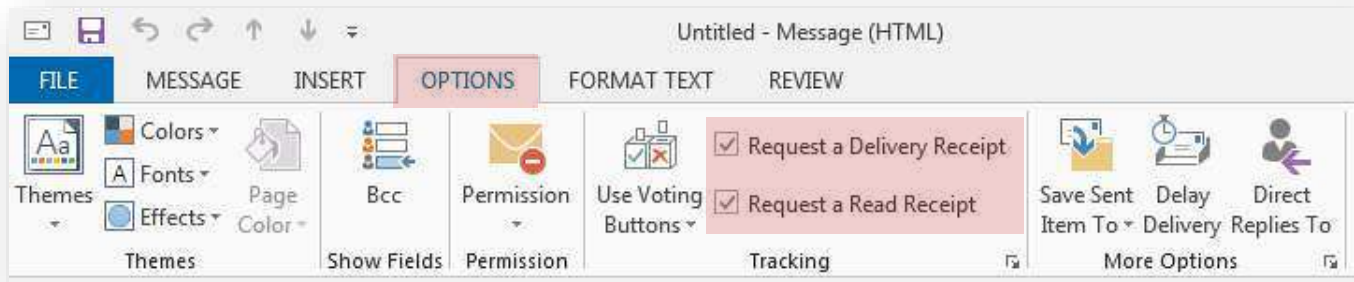 Untitled - Message (HTML)
FILE MESSAGE INSERT OPTIONS FORMAT TEXT REVIEW
Aa
Themes
Colors
A Fonts
Effects
Page
Color
Themes
Bcc
Show Fields
Permission
Permission
Use Voting
Buttons
Request a Delivery Receipt
Request a Read Receipt
Tracking
Save Sent
Item To
Delay
Delivery
Direct
Replies To
More Options